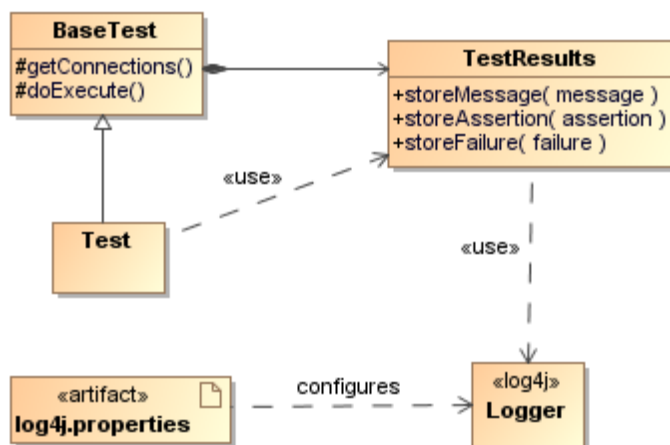 BaseTest
#getConnections()
#doExecute()
TestResults
+storeMessage( message )
+storeAssertion( assertion )
+storeFailure( failure )
«use»
Test
«use»
«artifact»
log4j.properties
configures
«log4j»
Logger